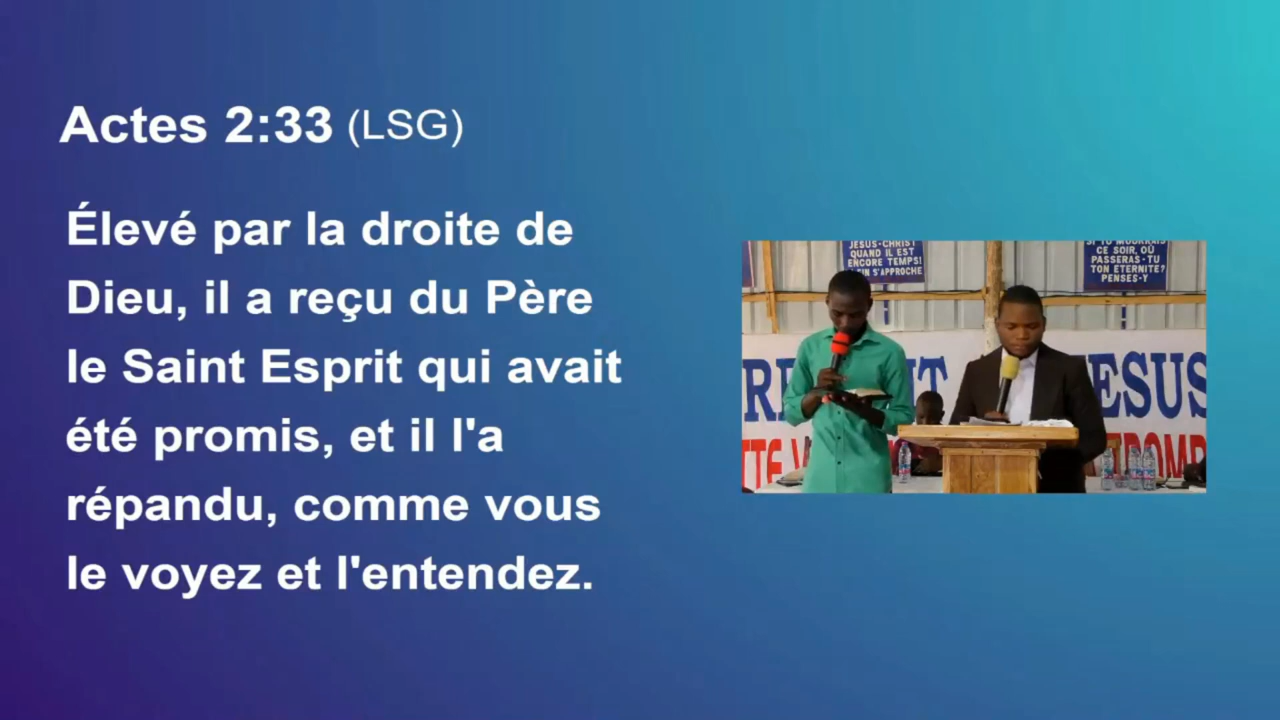 Actes 2:33 (LSG)
Élevé par la droite de
Dieu, il a reçu du Père
le Saint Esprit qui avait
été promis, et il l'a
répandu, comme vous
le voyez et l'entendez.
JESUS-CHRIST
QUAND IL EST
ENCORE TEMPS!
S'APPROCHE
SI TU MOURRAIS
CE SOIR, OÙ
PASSERAS-TU
TON ETERNITE?
PENSES-Y
JESUS